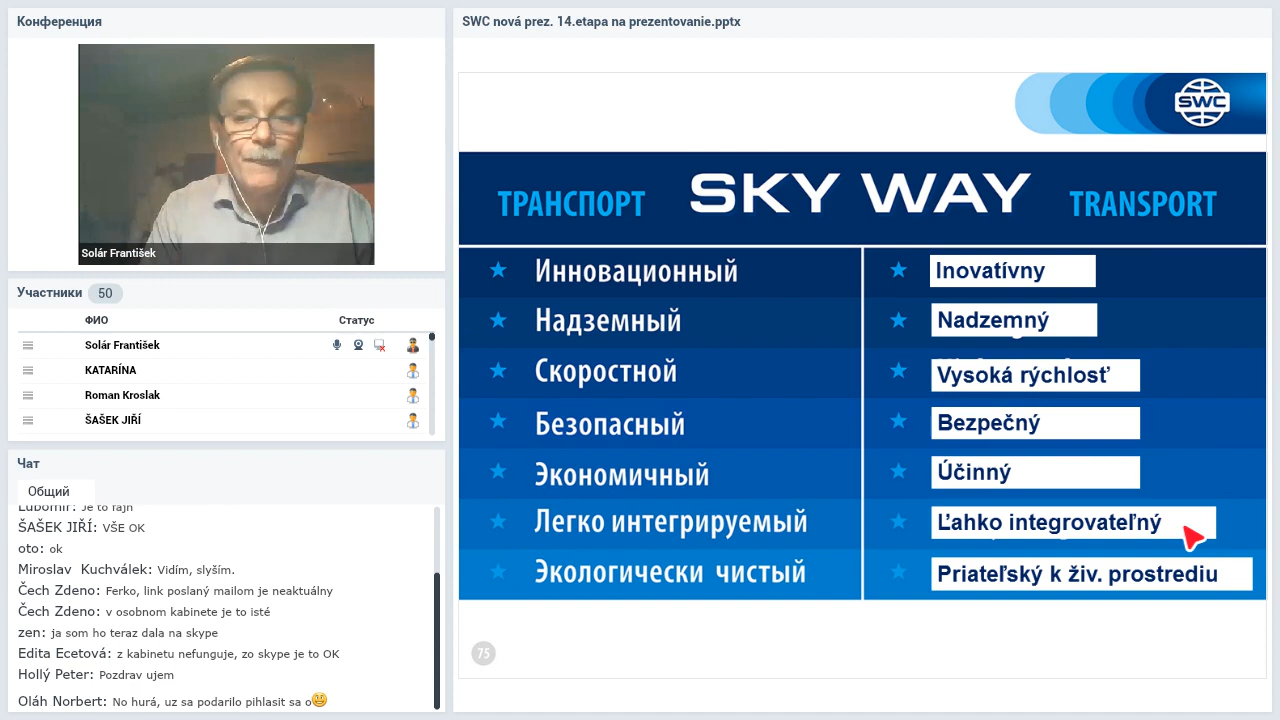 Конференция
Solár František
Участники 50
ФИО Статус
Solár František
KATARÍNA
Roman Kroslak
ŠAŠEK JIŘÍ
Чат
Общий
Lubomír: Je to fajn
ŠAŠEK JIŘÍ: VŠE OK
oto: ok
Miroslav Kuchválek: Vidím, slyším.
Čech Zdeno: Ferko, link poslaný mailom je neaktuálny
Čech Zdeno: v osobnom kabinete je to isté
zen: ja som ho teraz dala na skype
Edita Ecetová: z kabinetu nefunguje, zo skype je to OK
Hollý Peter: Pozdrav ujem
Oláh Norbert: No hurá, uz sa podarilo pihlasit sa o
SWC nová prez. 14.etapa na prezentovanie.pptx
SWC
ТРАНСПОРТ SKY WAY TRANSPORT
Инновационный
Надземный
Скоростной
Безопасный
Экономичный
Легко интегрируемый
Экологически чистый
Inovatívny
Nadzemný
Vysoká rýchlosť
Bezpečný
Účinný
Ľahko integrovateľný
Priateľský k živ. prostrediu
75